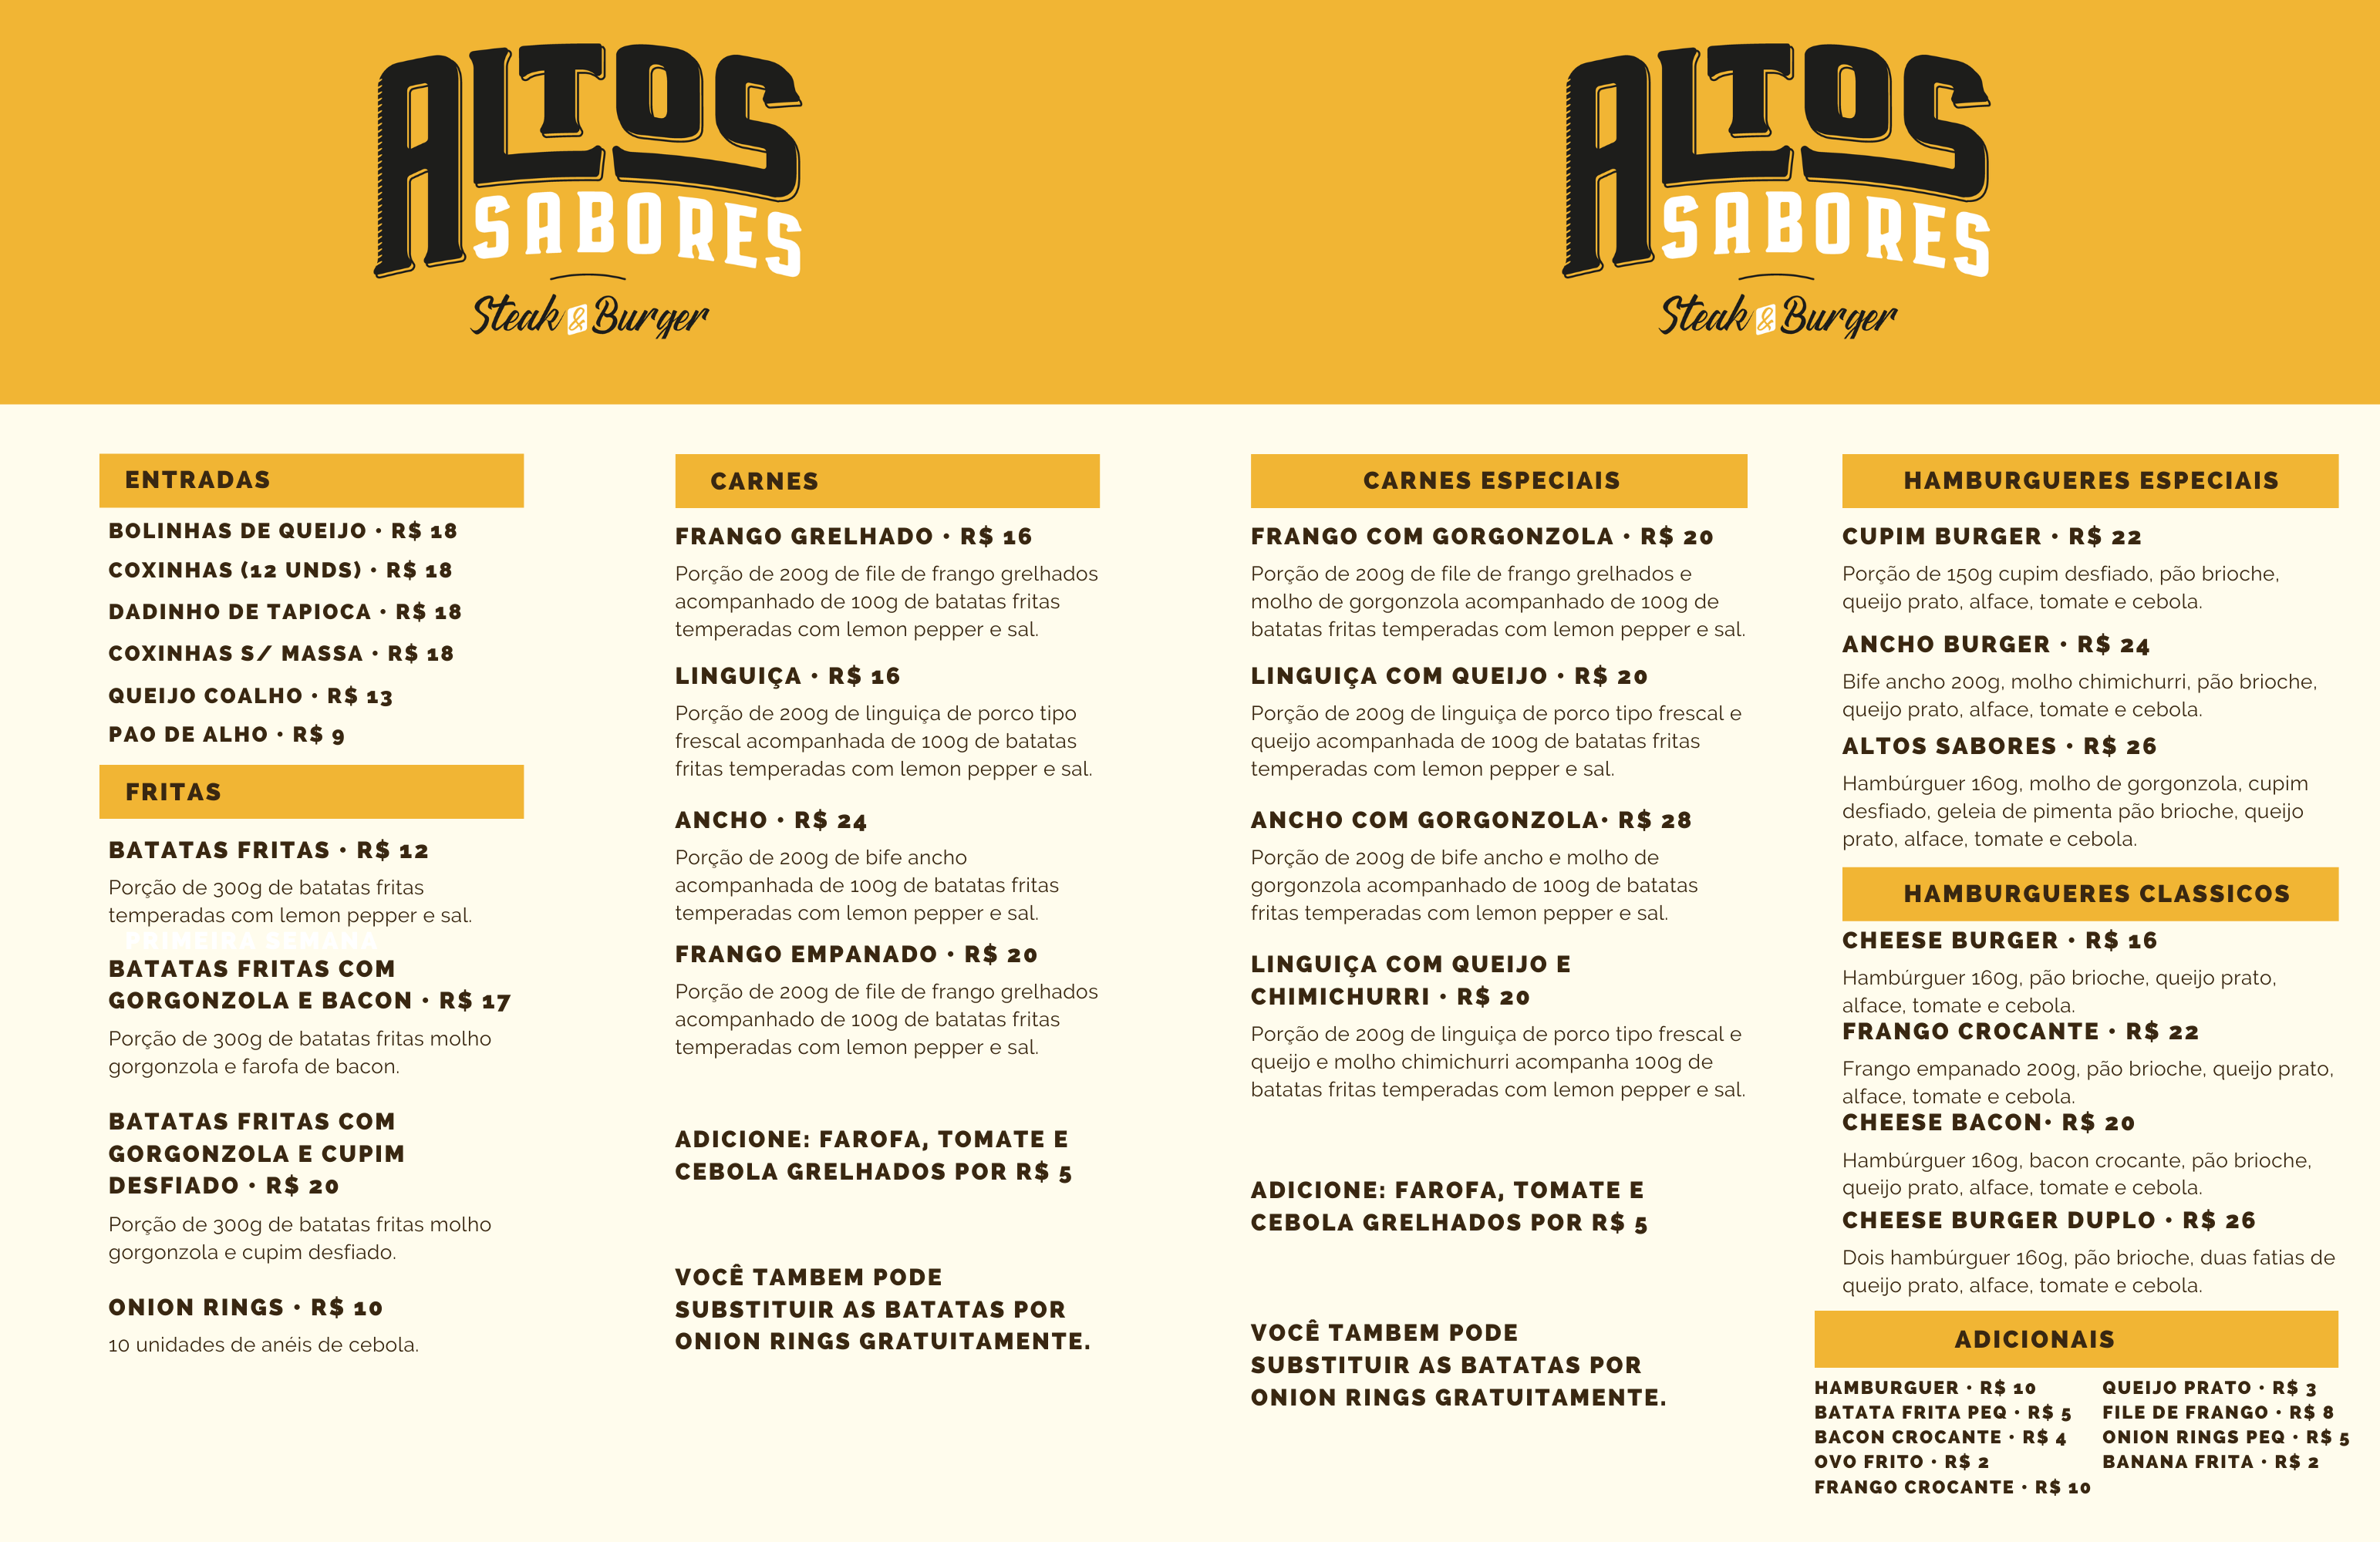 ALTOS
SABORES
Steak & Burger
ALTOS
SABORES
Steak & Burger
ENTRADAS
BOLINHAS DE QUEIJO • R$ 18
COXINHAS (12 UNDS) • R$ 18
DADINHO DE TAPIOCA • R$ 18
COXINHAS S/ MASSA • R$ 18
QUEIJO COALHO • R$ 13
PAO DE ALHO • R$ 9
FRITAS
BATATAS FRITAS • R$ 12
Porção de 300g de batatas fritas
temperadas com lemon pepper e sal.
PRIMEIRA SEMANA
BATATAS FRITAS COM
GORGONZOLA E BACON • R$ 17
Porção de 300g de batatas fritas molho
gorgonzola e farofa de bacon.
BATATAS FRITAS COM
GORGONZOLA E CUPIM
DESFIADO • R$ 20
Porção de 300g de batatas fritas molho
gorgonzola e cupim desfiado.
ONION RINGS • R$ 10
10 unidades de anéis de cebola.
CARNES
FRANGO GRELHADO • R$ 16
Porção de 200g de file de frango grelhados
acompanhado de 100g de batatas fritas
temperadas com lemon pepper e sal.
LINGUIÇA • R$ 16
Porção de 200g de linguiça de porco tipo
frescal acompanhada de 100g de batatas
fritas temperadas com lemon pepper e sal.
ANCHO • R$ 24
Porção de 200g de bife ancho
acompanhada de 100g de batatas fritas
temperadas com lemon pepper e sal.
FRANGO EMPANADO • R$ 20
Porção de 200g de file de frango grelhados
acompanhado de 100g de batatas fritas
temperadas com lemon pepper e sal.
ADICIONE: FAROFA, TOMATE E
CEBOLA GRELHADOS POR R$ 5
VOCÊ TAMBEM PODE
SUBSTITUIR AS BATATAS POR
ONION RINGS GRATUITAMENTE.
CARNES ESPECIAIS
FRANGO COM GORGONZOLA • R$ 20
Porção de 200g de file de frango grelhados e
molho de gorgonzola acompanhado de 100g de
batatas fritas temperadas com lemon pepper e sal.
LINGUIÇA COM QUEIJO • R$ 20
Porção de 200g de linguiça de porco tipo frescal e
queijo acompanhada de 100g de batatas fritas
temperadas com lemon pepper e sal.
ANCHO COM GORGONZOLA• R$ 28
Porção de 200g de bife ancho e molho de
gorgonzola acompanhado de 100g de batatas
fritas temperadas com lemon pepper e sal.
LINGUIÇA COM QUEIJO E
CHIMICHURRI • R$ 20
Porção de 200g de linguiça de porco tipo frescal e
queijo e molho chimichurri acompanha 100g de
batatas fritas temperadas com lemon pepper e sal.
ADICIONE: FAROFA, TOMATE E
CEBOLA GRELHADOS POR R$ 5
VOCÊ TAMBEM PODE
SUBSTITUIR AS BATATAS POR
ONION RINGS GRATUITAMENTE.
HAMBURGUERES ESPECIAIS
CUPIM BURGER • R$ 22
Porção de 150g cupim desfiado, pão brioche,
queijo prato, alface, tomate e cebola.
ANCHO BURGER • R$ 24
Bife ancho 200g, molho chimichurri, pão brioche,
queijo prato, alface, tomate e cebola.
ALTOS SABORES • R$ 26
Hambúrguer 160g, molho de gorgonzola, cupim
desfiado, geleia de pimenta pão brioche, queijo
prato, alface, tomate e cebola.
HAMBURGUERES CLASSICOS
CHEESE BURGER • R$ 16
Hambúrguer 160g, pão brioche, queijo prato,
alface, tomate e cebola.
FRANGO CROCANTE • R$ 22
Frango empanado 200g, pão brioche, queijo prato,
alface, tomate e cebola.
CHEESE BACON• R$ 20
Hambúrguer 160g, bacon crocante, pão brioche,
queijo prato, alface, tomate e cebola.
CHEESE BURGER DUPLO • R$ 26
Dois hambúrguer 160g, pão brioche, duas fatias de
queijo prato, alface, tomate e cebola.
ADICIONAIS
HAMBURGUER • R$ 10
BATATA FRITA PEQ • R$ 5
BACON CROCANTE • R$ 4
OVO FRITO • R$ 2
FRANGO CROCANTE • R$ 10
QUEIJO PRATO • R$ 3
FILE DE FRANGO • R$ 8
ONION RINGS PEQ • R$ 5
BANANA FRITA • R$ 2